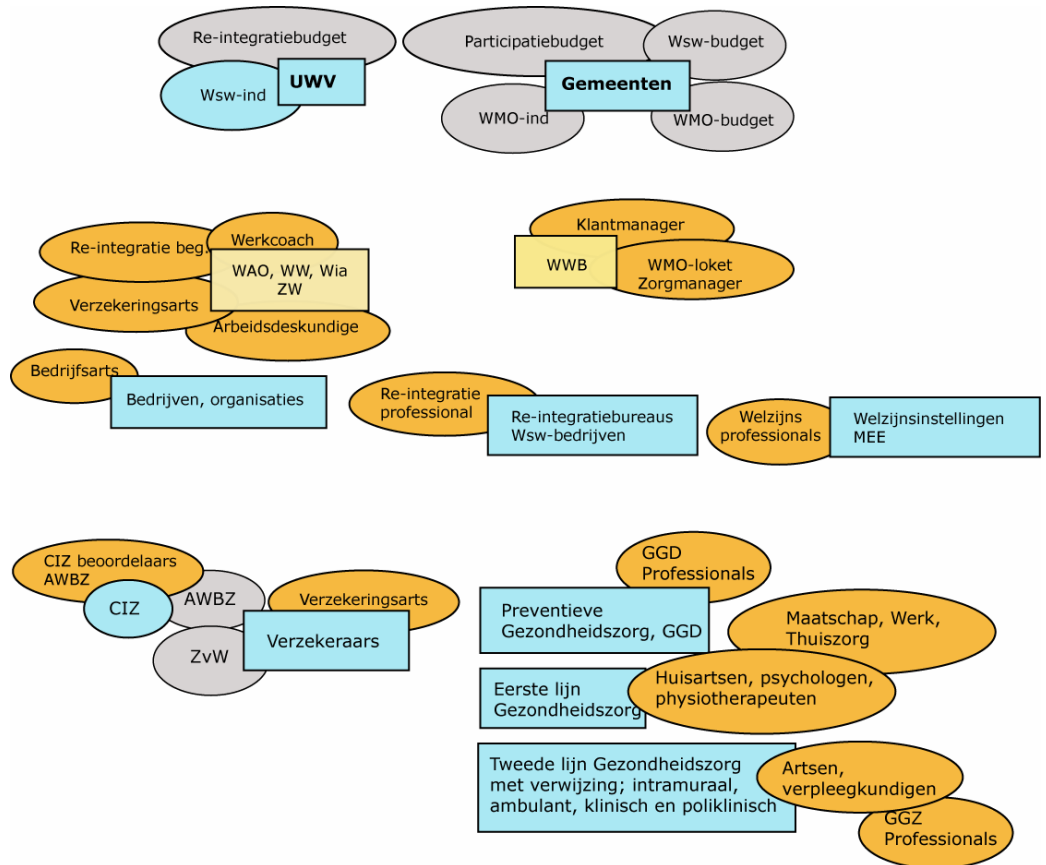 Re-integratiebudget
UWV
Wsw-ind
Participatiebudget
Wsw-budget
Gemeenten
WMO-ind
WMO-budget
Re-integratie beg.
Werkcoach
WAO, WW, Wia
ZW
Verzekeringsarts
Arbeidsdeskundige
Klantmanager
WWB
WMO-loket
Zorgmanager
Bedrijfsarts
Bedrijven, organisaties
Re-integratie
professional
Re-integratiebureaus
Wsw-bedrijven
Welzijns
professionals
Welzijnsinstellingen
MEE
CIZ beoordelaars
AWBZ
CIZ
AWBZ
ZvW
Verzekeringsarts
Verzekeraars
GGD
Professionals
Preventieve
Gezondheidszorg, GGD
Maatschap, Werk,
Thuiszorg
Eerste lijn
Gezondheidszorg
Huisartsen, psychologen,
physiotherapeuten
Tweede lijn Gezondheidszorg
met verwijzing; intramuraal,
ambulant, klinisch en poliklinisch
Artsen,
verpleegkundigen
GGZ
Professionals